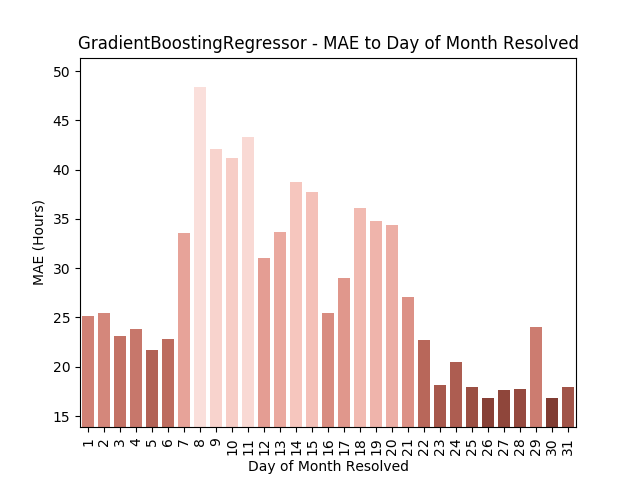 GradientBoostingRegressor - MAE to Day of Month Resolved
50
45
40
35
30
25
20
15
MAE (Hours)
1 2 3 4 5 6 7 8 9 10 11 12 13 14 15 16 17 18 19 20 21 22 23 24 25 26 27 28 29 30 31
Day of Month Resolved